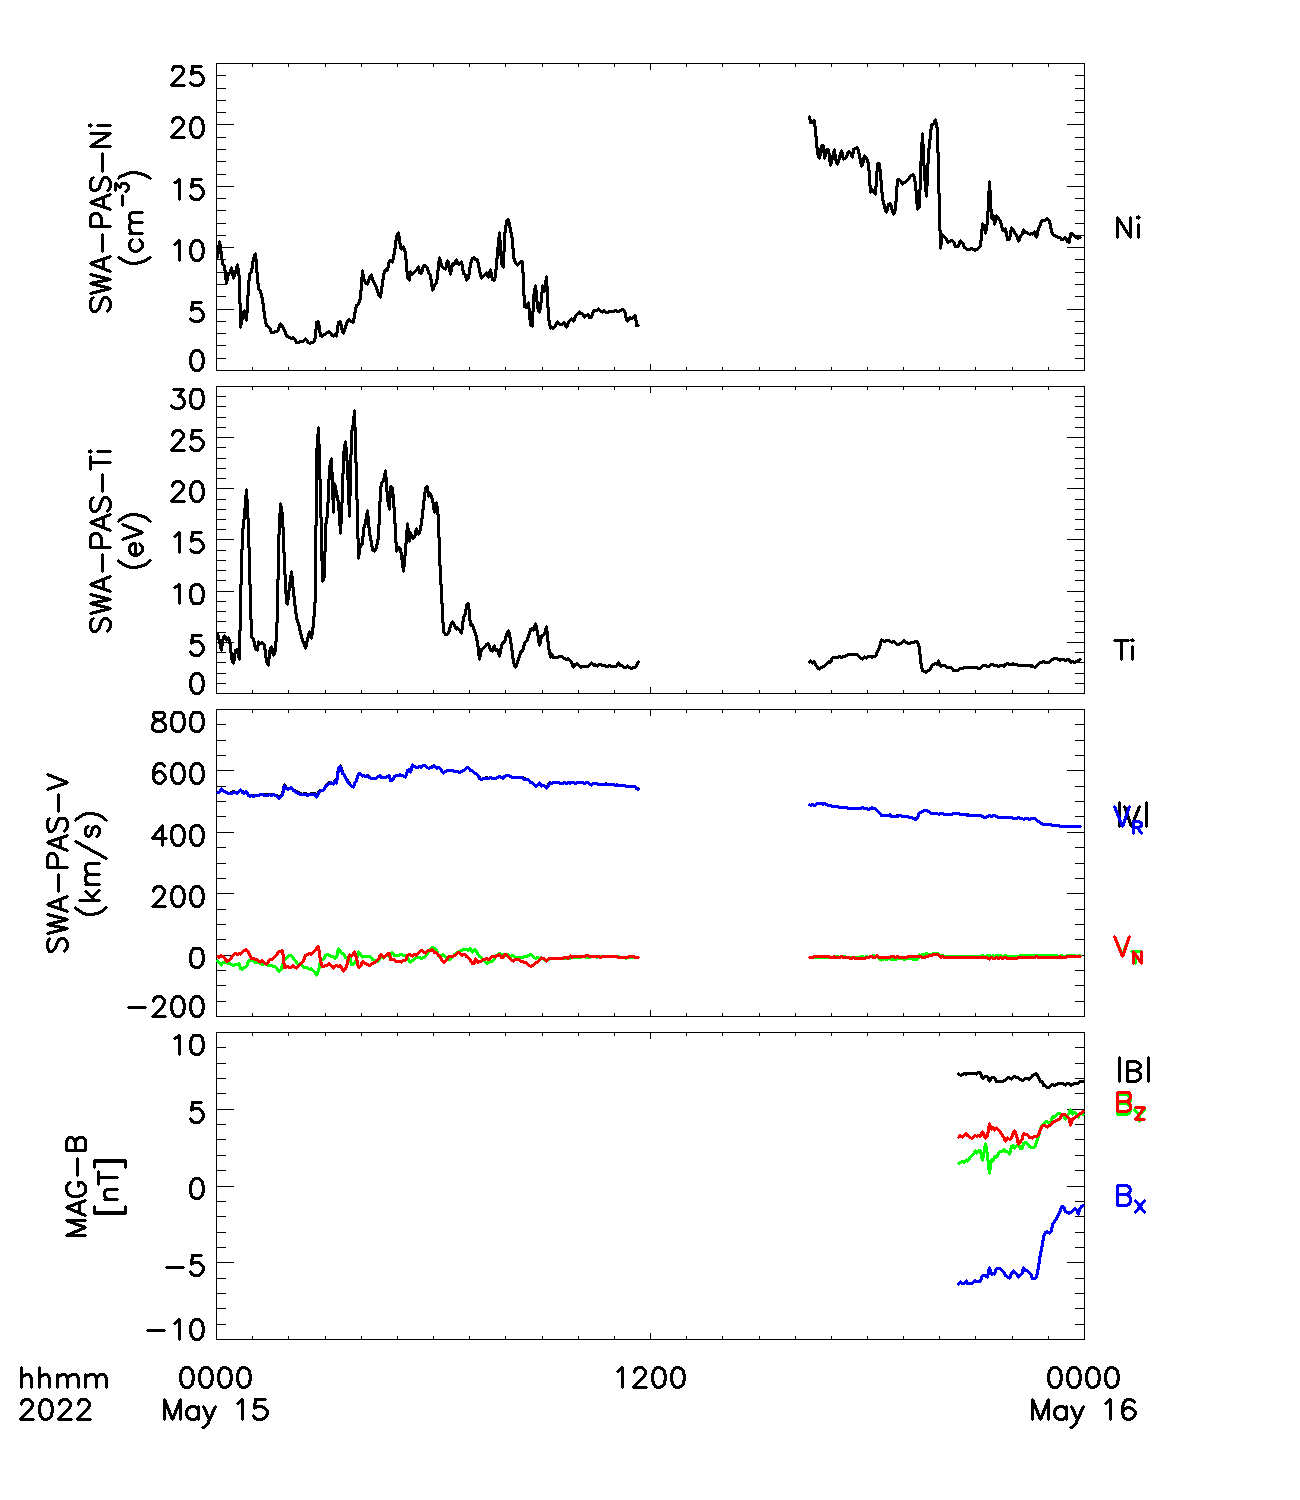 SWA−PAS−Ni
(cm⁻³)
25
20
15
10
5
0
Ni
SWA−PAS−Ti
(eV)
30
25
20
15
10
5
0
Ti
SWA−PAS−V
(km/s)
800
600
400
200
0
−200
|V|
V_R
V_N
MAG−B
[nT]
10
5
0
−5
−10
|B|
B_Z
B_X
hhmm 0000 1200 0000
2022 May 15 May 16